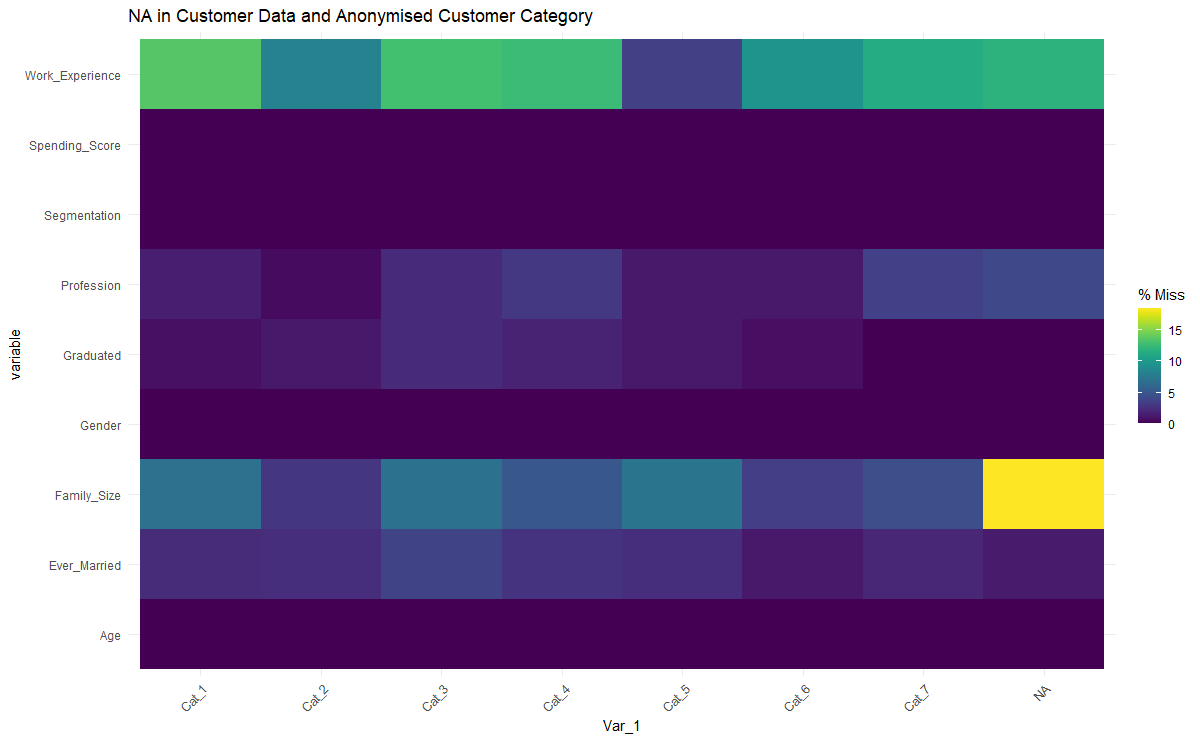 NA in Customer Data and Anonymised Customer Category
Work_Experience
Spending_Score
Segmentation
Profession
Graduated
Gender
Family_Size
Ever_Married
Age
variable
Cat_1
Cat_2
Cat_3
Cat_4
Cat_5
Cat_6
Cat_7
NA
Var_1
% Miss
15
10
5
0